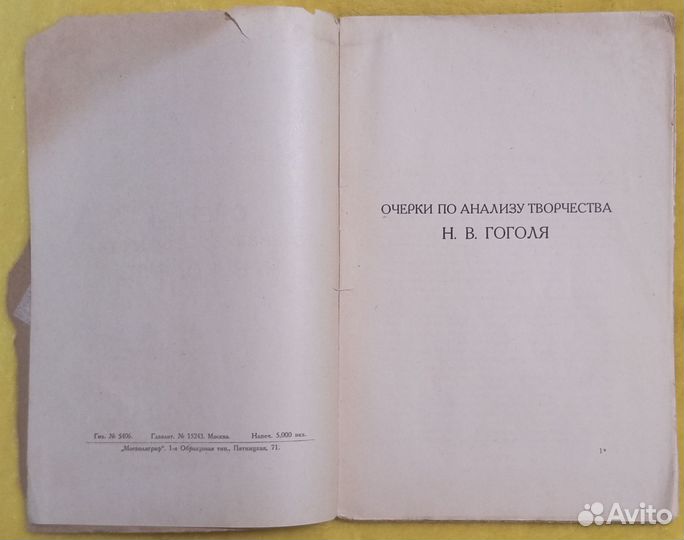 Гиз. № 5406. Главлит. № 15243. Москва. Напеч. 5.000 экз.
„Мосполиграф". 1-я Образцовая тип., Пятницкая, 71.
ОЧЕРКИ ПО АНАЛИЗУ ТВОРЧЕСТВА
Н. В. ГОГОЛЯ
1*
Avito